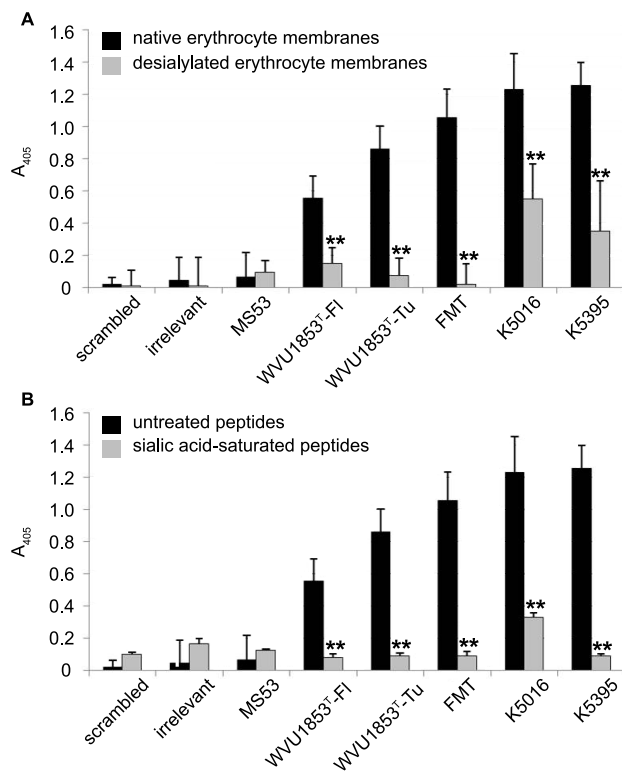 A
native erythrocyte membranes
desialylated erythrocyte membranes
A405
1.6
1.4
1.2
1.0
0.8
0.6
0.4
0.2
0
**
**
**
**
**
scrambled
irrelevant
MS53
WVU1853ᵀ-Fl
WVU1853ᵀ-Tu
FMT
K5016
K5395
B
untreated peptides
sialic acid-saturated peptides
A405
1.6
1.4
1.2
1.0
0.8
0.6
0.4
0.2
0
**
**
**
**
**
scrambled
irrelevant
MS53
WVU1853ᵀ-Fl
WVU1853ᵀ-Tu
FMT
K5016
K5395